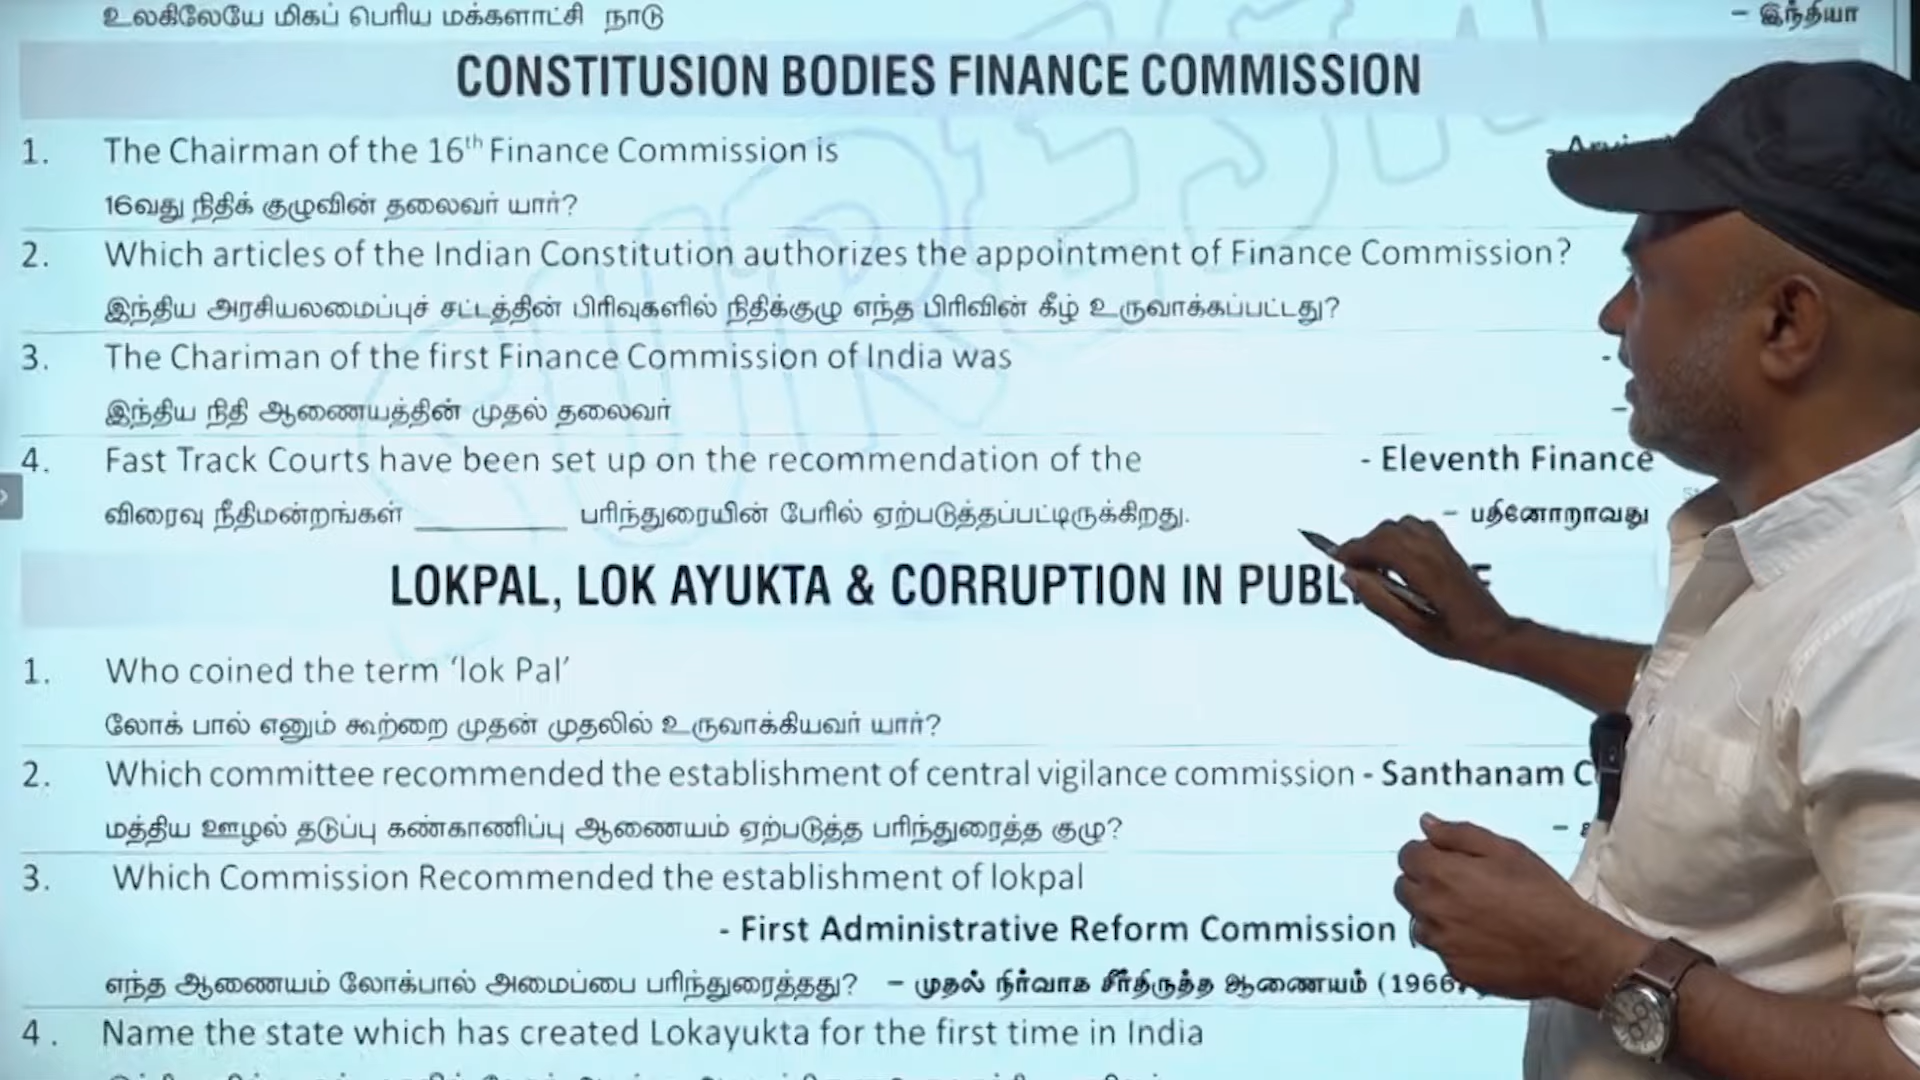 உலகிலேயே மிகப் பெரிய மக்களாட்சி நாடு – இந்தியா
CONSTITUSION BODIES FINANCE COMMISSION
1. The Chairman of the 16th Finance Commission is
16வது நிதிக் குழுவின் தலைவர் யார்?
2. Which articles of the Indian Constitution authorizes the appointment of Finance Commission?
இந்திய அரசியலமைப்புச் சட்டத்தின் பிரிவுகளில் நிதிக்குழு எந்த பிரிவின் கீழ் உருவாக்கப்பட்டது?
3. The Chariman of the first Finance Commission of India was -
இந்திய நிதி ஆணையத்தின் முதல் தலைவர் –
4. Fast Track Courts have been set up on the recommendation of the - Eleventh Finance
விரைவு நீதிமன்றங்கள் ___________ பரிந்துரையின் பேரில் ஏற்படுத்தப்பட்டிருக்கிறது. – பதினோறாவது
LOKPAL, LOK AYUKTA & CORRUPTION IN
1. Who coined the term ‘lok Pal’
லோக் பால் எனும் கூற்றை முதன் முதலில் உருவாக்கியவர் யார்?
2. Which committee recommended the establishment of central vigilance commission - Santhanam
மத்திய ஊழல் தடுப்பு கண்காணிப்பு ஆணையம் ஏற்படுத்த பரிந்துரைத்த குழு? –
3. Which Commission Recommended the establishment of lokpal
- First Administrative Reform Commission (
எந்த ஆணையம் லோக்பால் அமைப்பை பரிந்துரைத்தது? – முதல் நிர்வாக சீர்திருத்த ஆணையம் (1966
4 . Name the state which has created Lokayukta for the first time in India